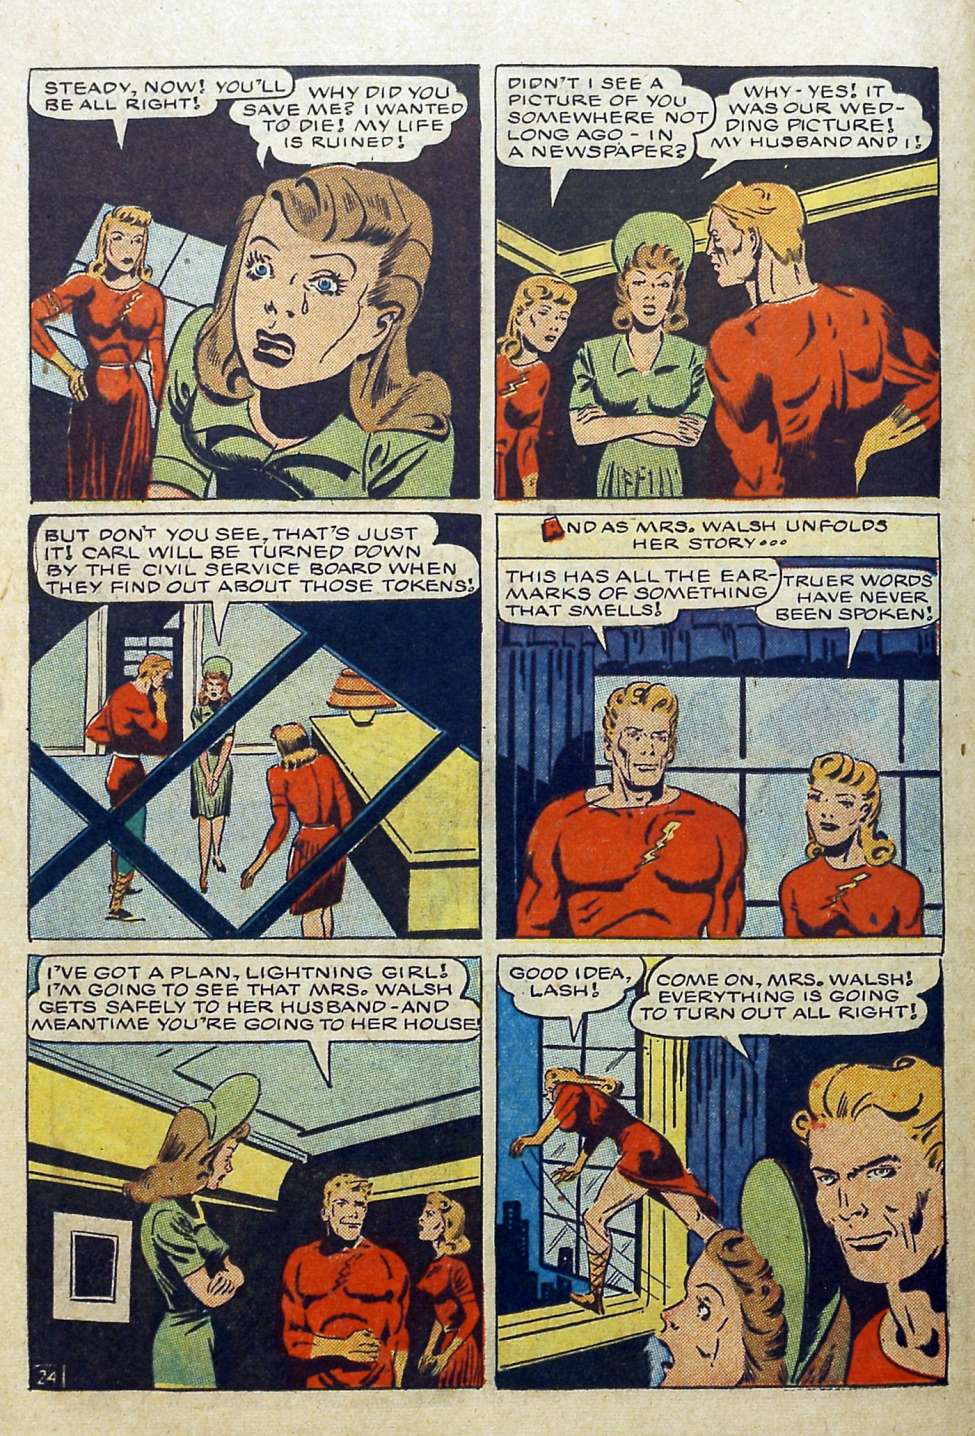 STEADY, NOW! YOU'LL
BE ALL RIGHT!
WHY DID YOU
SAVE ME? I WANTED
TO DIE! MY LIFE
IS RUINED!
DIDN'T I SEE A
PICTURE OF YOU
SOMEWHERE NOT
LONG AGO - IN
A NEWSPAPER?
WHY - YES! IT
WAS OUR WED-
DING PICTURE!
MY HUSBAND AND I!
BUT DON'T YOU SEE, THAT'S JUST
IT! CARL WILL BE TURNED DOWN
BY THE CIVIL SERVICE BOARD WHEN
THEY FIND OUT ABOUT THOSE TOKENS!
AND AS MRS. WALSH UNFOLDS
HER STORY...
THIS HAS ALL THE EAR-
MARKS OF SOMETHING
THAT SMELLS!
TRUER WORDS
HAVE NEVER
BEEN SPOKEN!
I'VE GOT A PLAN, LIGHTNING GIRL!
I'M GOING TO SEE THAT MRS. WALSH
GETS SAFELY TO HER HUSBAND - AND
MEANTIME YOU'RE GOING TO HER HOUSE!
GOOD IDEA,
LASH!
COME ON, MRS. WALSH!
EVERYTHING IS GOING
TO TURN OUT ALL RIGHT!
24